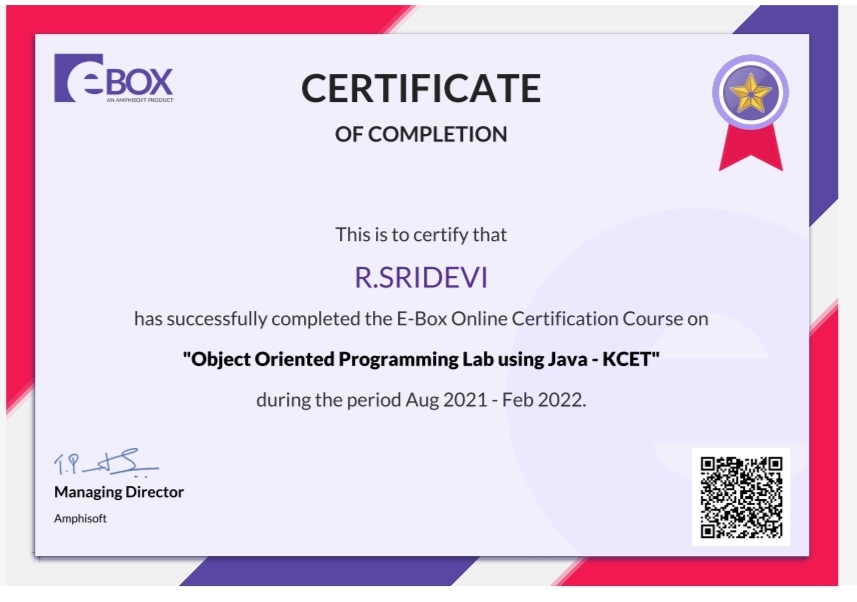 eBOX
AN AMPHISOFT PRODUCT
CERTIFICATE
OF COMPLETION
This is to certify that
R.SRIDEVI
has successfully completed the E-Box Online Certification Course on
"Object Oriented Programming Lab using Java - KCET"
during the period Aug 2021 - Feb 2022.
Managing Director
Amphisoft